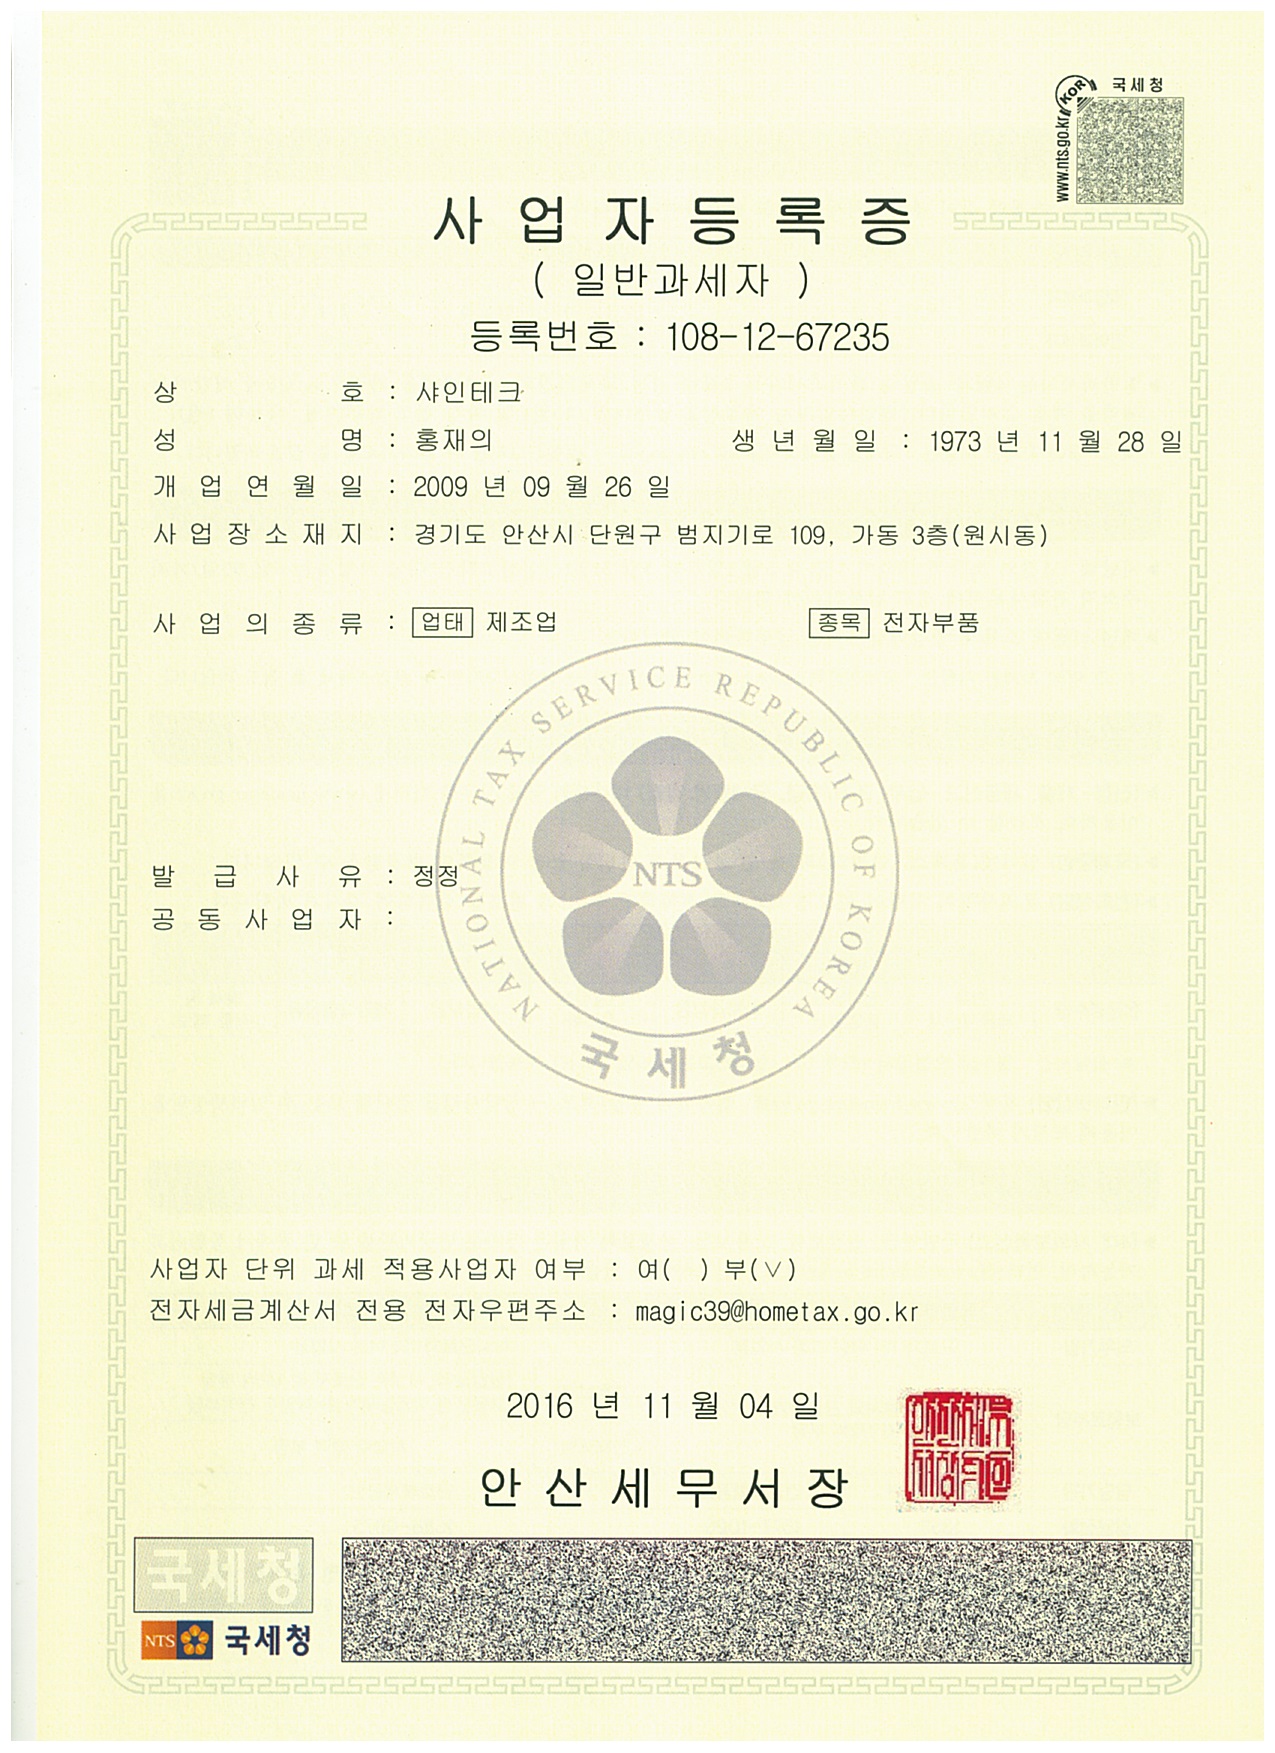 국세청
KOR
www.nts.go.kr
사업자등록증
( 일반과세자 )
등록번호 : 108-12-67235
상 호 : 샤인테크
성 명 : 홍재의 생 년 월 일 : 1973 년 11 월 28 일
개 업 연 월 일 : 2009 년 09 월 26 일
사 업 장 소 재 지 : 경기도 안산시 단원구 범지기로 109, 가동 3층(원시동)
사 업 의 종 류 : 업태 제조업 종목 전자부품
NATIONAL TAX SERVICE REPUBLIC OF KOREA
NTS
국세청
발 급 사 유 : 정정
공 동 사 업 자 :
사업자 단위 과세 적용사업자 여부 : 여( ) 부(∨)
전자세금계산서 전용 전자우편주소 : magic39@hometax.go.kr
2016 년 11 월 04 일
안 산 세 무 서 장
국세청
NTS 국세청